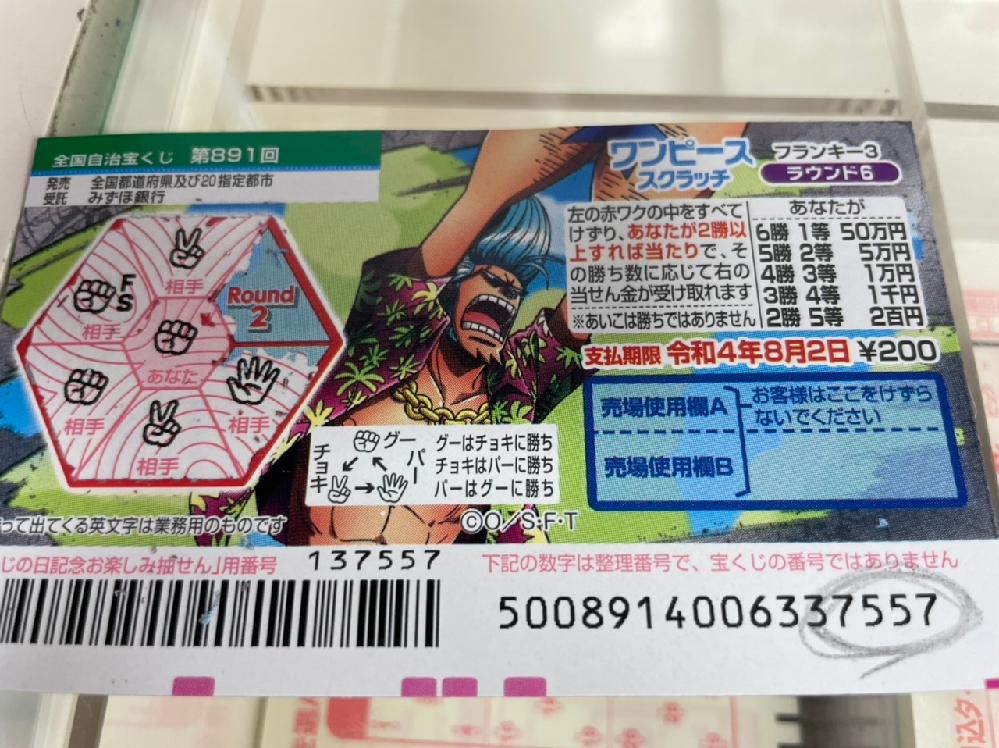 全国自治宝くじ 第891回
発売 全国都道府県及び20指定都市
受託 みずほ銀行
ワンピース
スクラッチ
フランキー3
ラウンド6
左の赤ワクの中をすべて
けずり、あなたが2勝以
上すれば当たりで、そ
の勝ち数に応じて右の
当せん金が受け取れます
※あいこは勝ちではありません
あなたが
6勝 1等 50万円
5勝 2等 5万円
4勝 3等 1万円
3勝 4等 1千円
2勝 5等 2百円
支払期限 令和4年8月2日 ¥200
相手
FS
相手
Round
2
あなた
相手
相手
相手
売場使用欄A
売場使用欄B
お客様はここをけずら
ないでください
グー
チョキ
パー
グーはチョキに勝ち
チョキはパーに勝ち
パーはグーに勝ち
©O/S・F・T
って出てくる英文字は業務用のものです
じの日記念お楽しみ抽せん」用番号 137557
下記の数字は整理番号で、宝くじの番号ではありません
5008914006337557